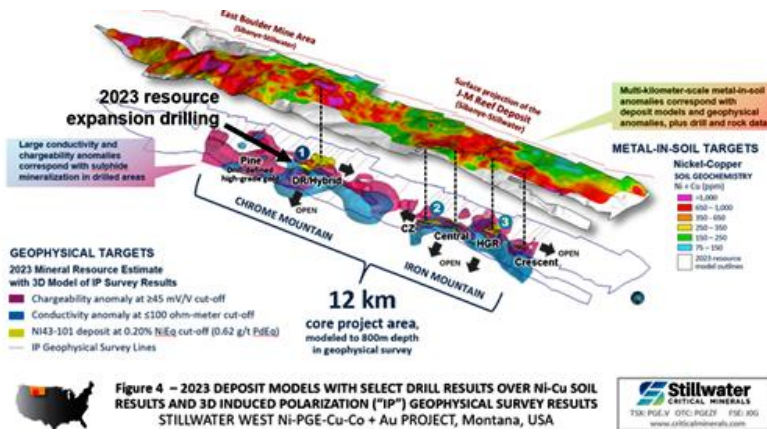 East Boulder Mine Area
(Sibanye-Stillwater)
Surface projection of the
J-M Reef Deposit
(Sibanye-Stillwater)
Multi-kilometer-scale metal-in-soil
anomalies correspond with
deposit models and geophysical
anomalies, plus drill and rock data
2023 resource
expansion drilling
Large conductivity and
chargeability anomalies
correspond with sulphide
mineralization in drilled areas
METAL-IN-SOIL TARGETS
Nickel-Copper
SOIL GEOCHEMISTRY
Ni + Cu (ppm)
>1,000
650 – 1,000
350 - 650
250 – 350
150 – 250
75 - 150
2023 resource
model outlines
1
Pine
Drill-defined
high-grade gold
DR/Hybrid
OPEN
CHROME MOUNTAIN
2
3
CZ
Central
HGR
Crescent
OPEN
OPEN
OPEN
IRON MOUNTAIN
12 km
core project area,
modeled to 800m depth
in geophysical survey
GEOPHYSICAL TARGETS
2023 Mineral Resource Estimate
with 3D Model of IP Survey Results
Chargeability anomaly at ≥45 mV/V cut-off
Conductivity anomaly at ≤100 ohm-meter cut-off
NI43-101 deposit at 0.20% NiEq cut-off (0.62 g/t PdEq)
IP Geophysical Survey Lines
Figure 4 – 2023 DEPOSIT MODELS WITH SELECT DRILL RESULTS OVER Ni-Cu SOIL
RESULTS AND 3D INDUCED POLARIZATION ("IP") GEOPHYSICAL SURVEY RESULTS
STILLWATER WEST Ni-PGE-Cu-Co + Au PROJECT, Montana, USA
Stillwater
CRITICAL MINERALS
TSX: PGE.V OTC: PGEZF FSE: J0G
www.criticalminerals.com